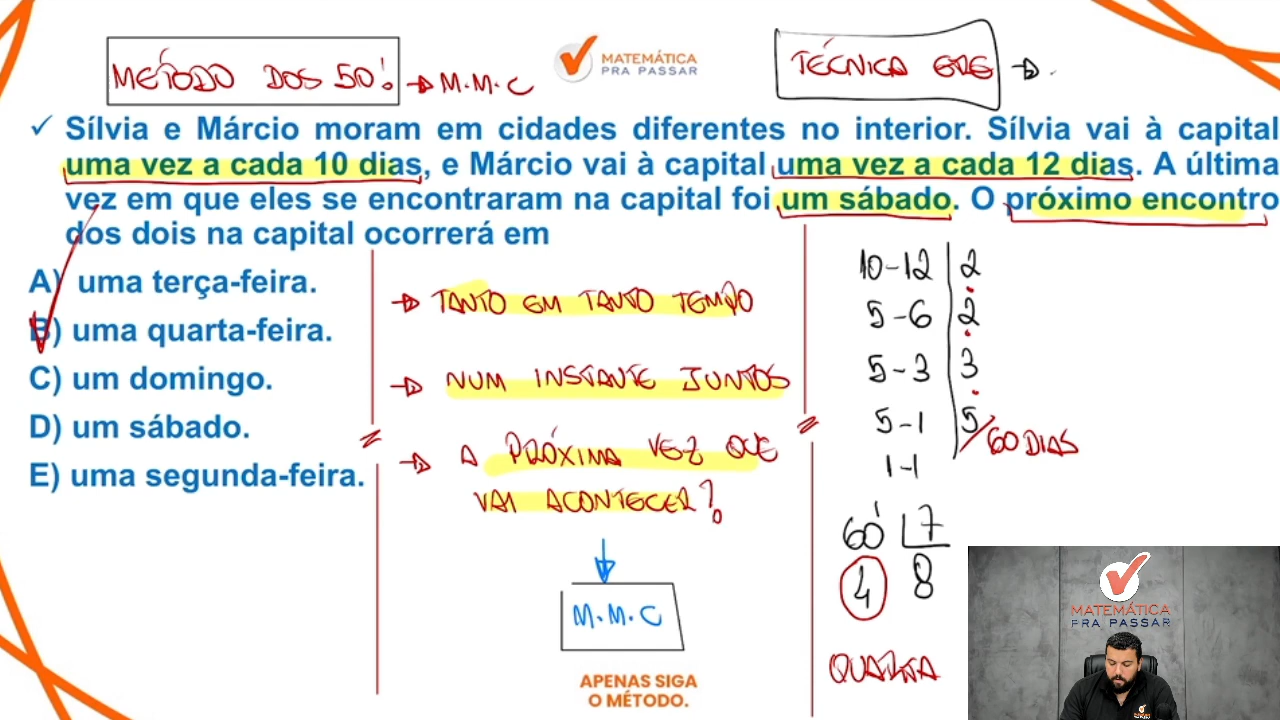 MÉTODO DOS 50! → M.M.C
MATEMÁTICA
PRA PASSAR
TÉCNICA →
✓ Sílvia e Márcio moram em cidades diferentes no interior. Sílvia vai à capital
uma vez a cada 10 dias, e Márcio vai à capital uma vez a cada 12 dias. A última
vez em que eles se encontraram na capital foi um sábado. O próximo encontro
dos dois na capital ocorrerá em
A) uma terça-feira.
B) uma quarta-feira.
C) um domingo.
D) um sábado.
E) uma segunda-feira.
→ TANTO EM TANTO TEMPO
→ NUM INSTANTE JUNTOS
→ A PRÓXIMA VEZ QUE
VAI ACONTECER?
M.M.C
APENAS SIGA
O MÉTODO.
10-12 | 2
5-6 | 2
5-3 | 3
5-1 | 5 / 60 DIAS
1-1
60 | 7
4 8
QUARTA
MATEMÁTICA
PRA PASSAR